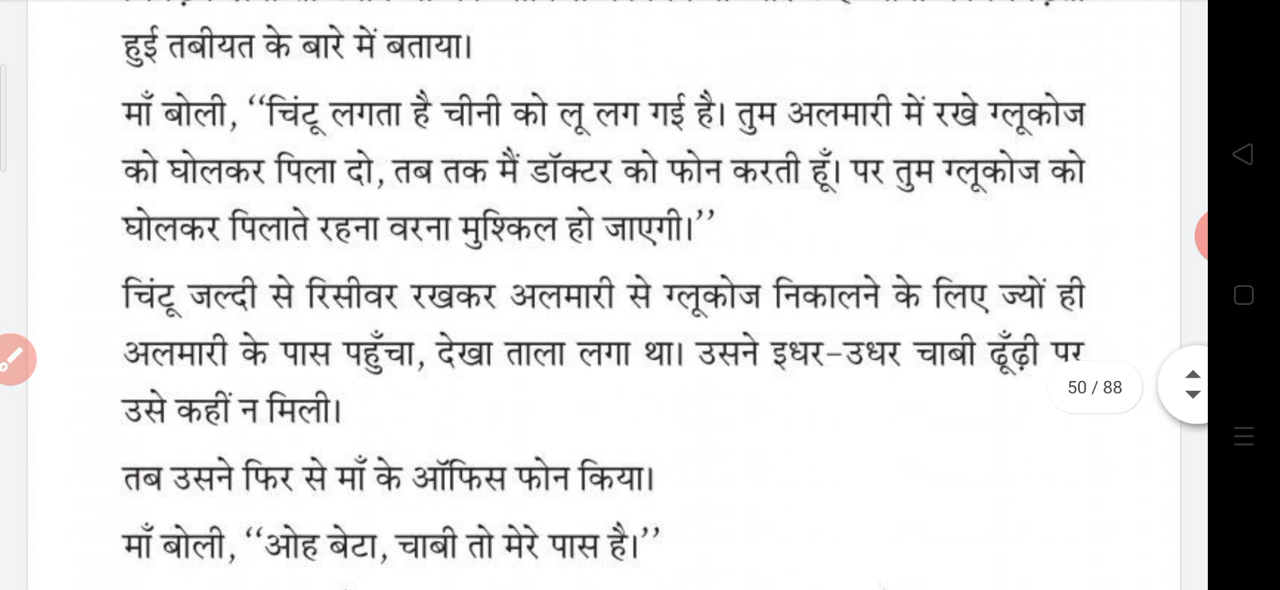 हुई तबीयत के बारे में बताया।
माँ बोली, ‘‘चिंटू लगता है चीनी को लू लग गई है। तुम अलमारी में रखे ग्लूकोज
को घोलकर पिला दो, तब तक मैं डॉक्टर को फोन करती हूँ। पर तुम ग्लूकोज को
घोलकर पिलाते रहना वरना मुश्किल हो जाएगी।’’
चिंटू जल्दी से रिसीवर रखकर अलमारी से ग्लूकोज निकालने के लिए ज्यों ही
अलमारी के पास पहुँचा, देखा ताला लगा था। उसने इधर-उधर चाबी ढूँढ़ी पर
50 / 88
उसे कहीं न मिली।
तब उसने फिर से माँ के ऑफिस फोन किया।
माँ बोली, ‘‘ओह बेटा, चाबी तो मेरे पास है।’’